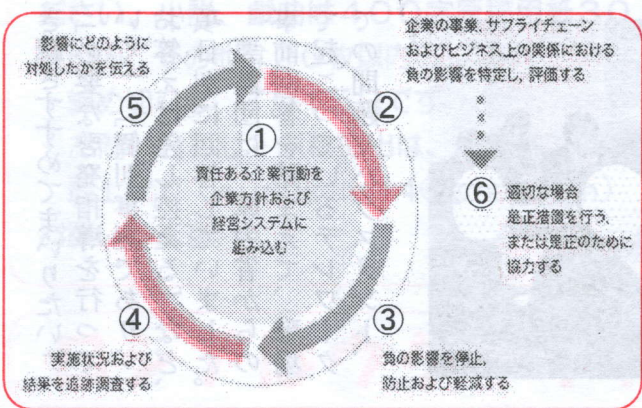 ①
責任ある企業行動を
企業方針および
経営システムに
組み込む
②
企業の事業、サプライチェーン
およびビジネス上の関係における
負の影響を特定し、評価する
③
負の影響を停止、
防止および軽減する
④
実施状況および
結果を追跡調査する
⑤
影響にどのように
対処したかを伝える
⑥
適切な場合
是正措置を行う、
または是正のために
協力する